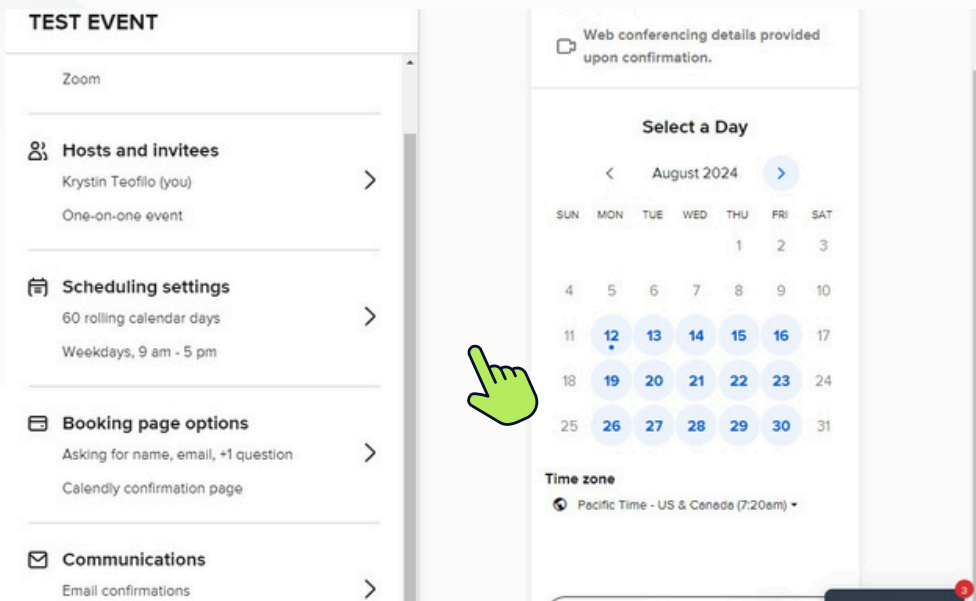 TEST EVENT
Zoom
Hosts and invitees
Krystin Teofilo (you)
One-on-one event
Scheduling settings
60 rolling calendar days
Weekdays, 9 am - 5 pm
Booking page options
Asking for name, email, +1 question
Calendly confirmation page
Communications
Email confirmations
Web conferencing details provided
upon confirmation.
Select a Day
August 2024
SUN MON TUE WED THU FRI SAT
1 2 3
4 5 6 7 8 9 10
11 12 13 14 15 16 17
18 19 20 21 22 23 24
25 26 27 28 29 30 31
Time zone
Pacific Time - US & Canada (7:20am)
3